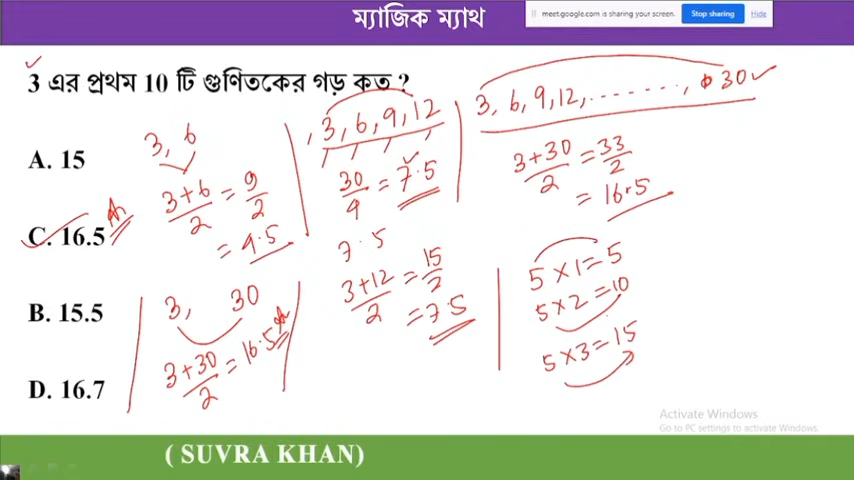 ম্যাজিক ম্যাথ
meet.google.com is sharing your screen. Stop sharing Hide
3 এর প্রথম 10 টি গুণিতকের গড় কত ?
A. 15
C. 16.5
B. 15.5
D. 16.7
3, 6
3+6/2 = 9/2
= 4.5
3, 30
3+30/2 = 16.5
, 3, 6, 9, 12
30/4 = 7.5
7.5
3+12/2 = 15/2
= 7.5
3, 6, 9, 12, ........, 30
3+30/2 = 33/2
= 16.5
5 × 1 = 5
5 × 2 = 10
5 × 3 = 15
Activate Windows
Go to PC settings to activate Windows.
( SUVRA KHAN)